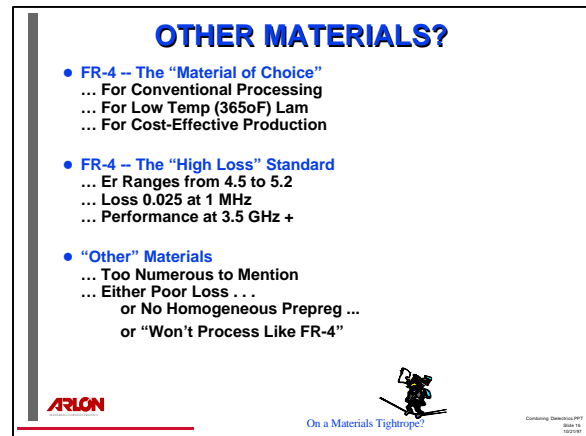 OTHER MATERIALS?
● FR-4 -- The “Material of Choice”
… For Conventional Processing
… For Low Temp (365oF) Lam
… For Cost-Effective Production
● FR-4 -- The “High Loss” Standard
… Er Ranges from 4.5 to 5.2
… Loss 0.025 at 1 MHz
… Performance at 3.5 GHz +
● “Other” Materials
… Too Numerous to Mention
… Either Poor Loss . . .
or No Homogeneous Prepreg ...
or “Won’t Process Like FR-4”
ARLON
On a Materials Tightrope?
Combining Dielectrics.PPT
10/21/97